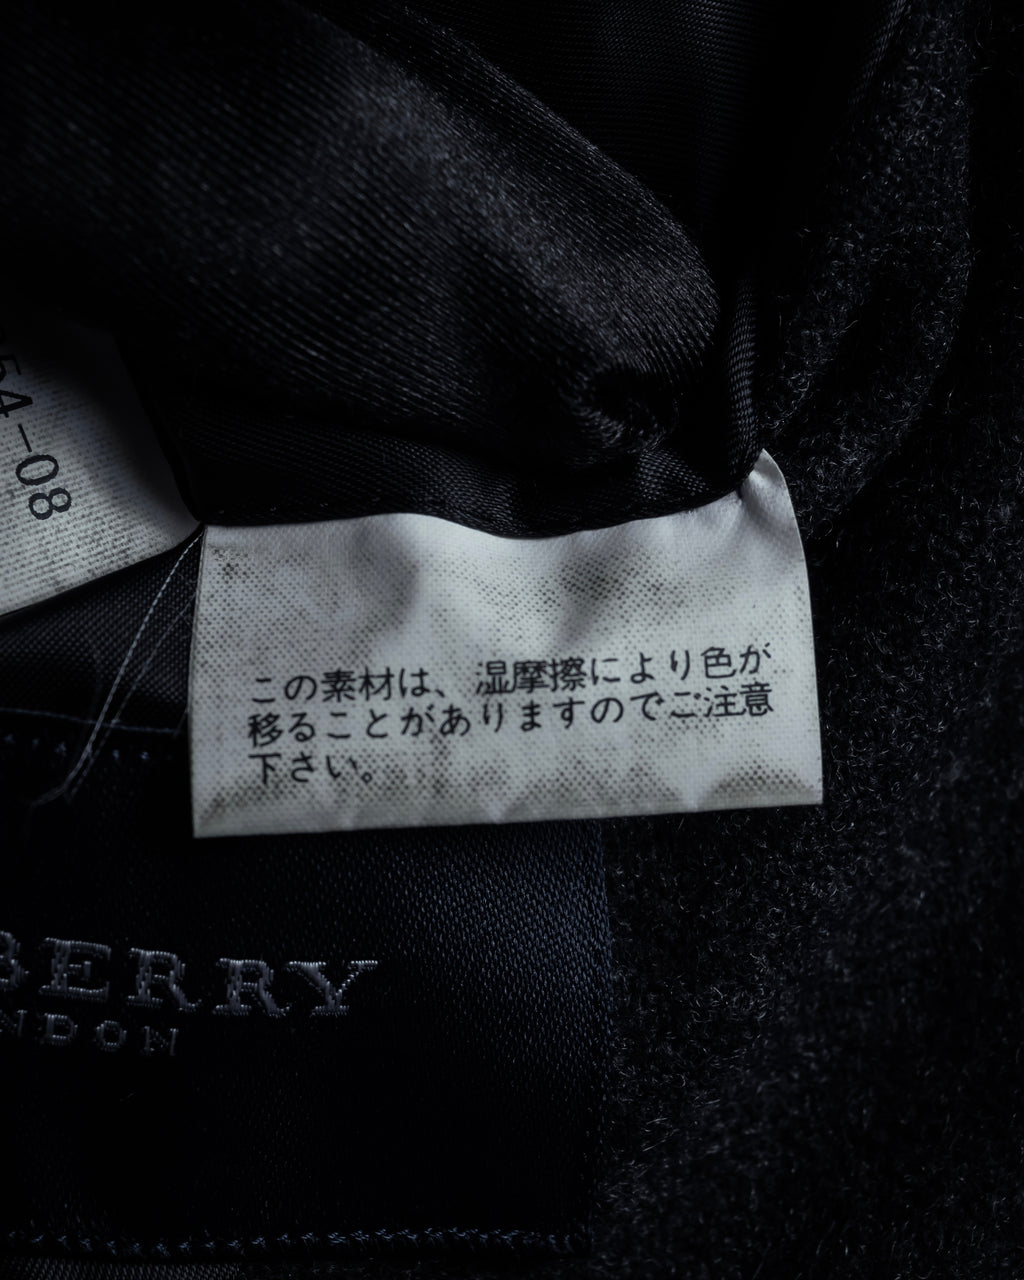 54-08
この素材は、湿摩擦により色が
移ることがありますのでご注意
下さい。
BERRY
NDON